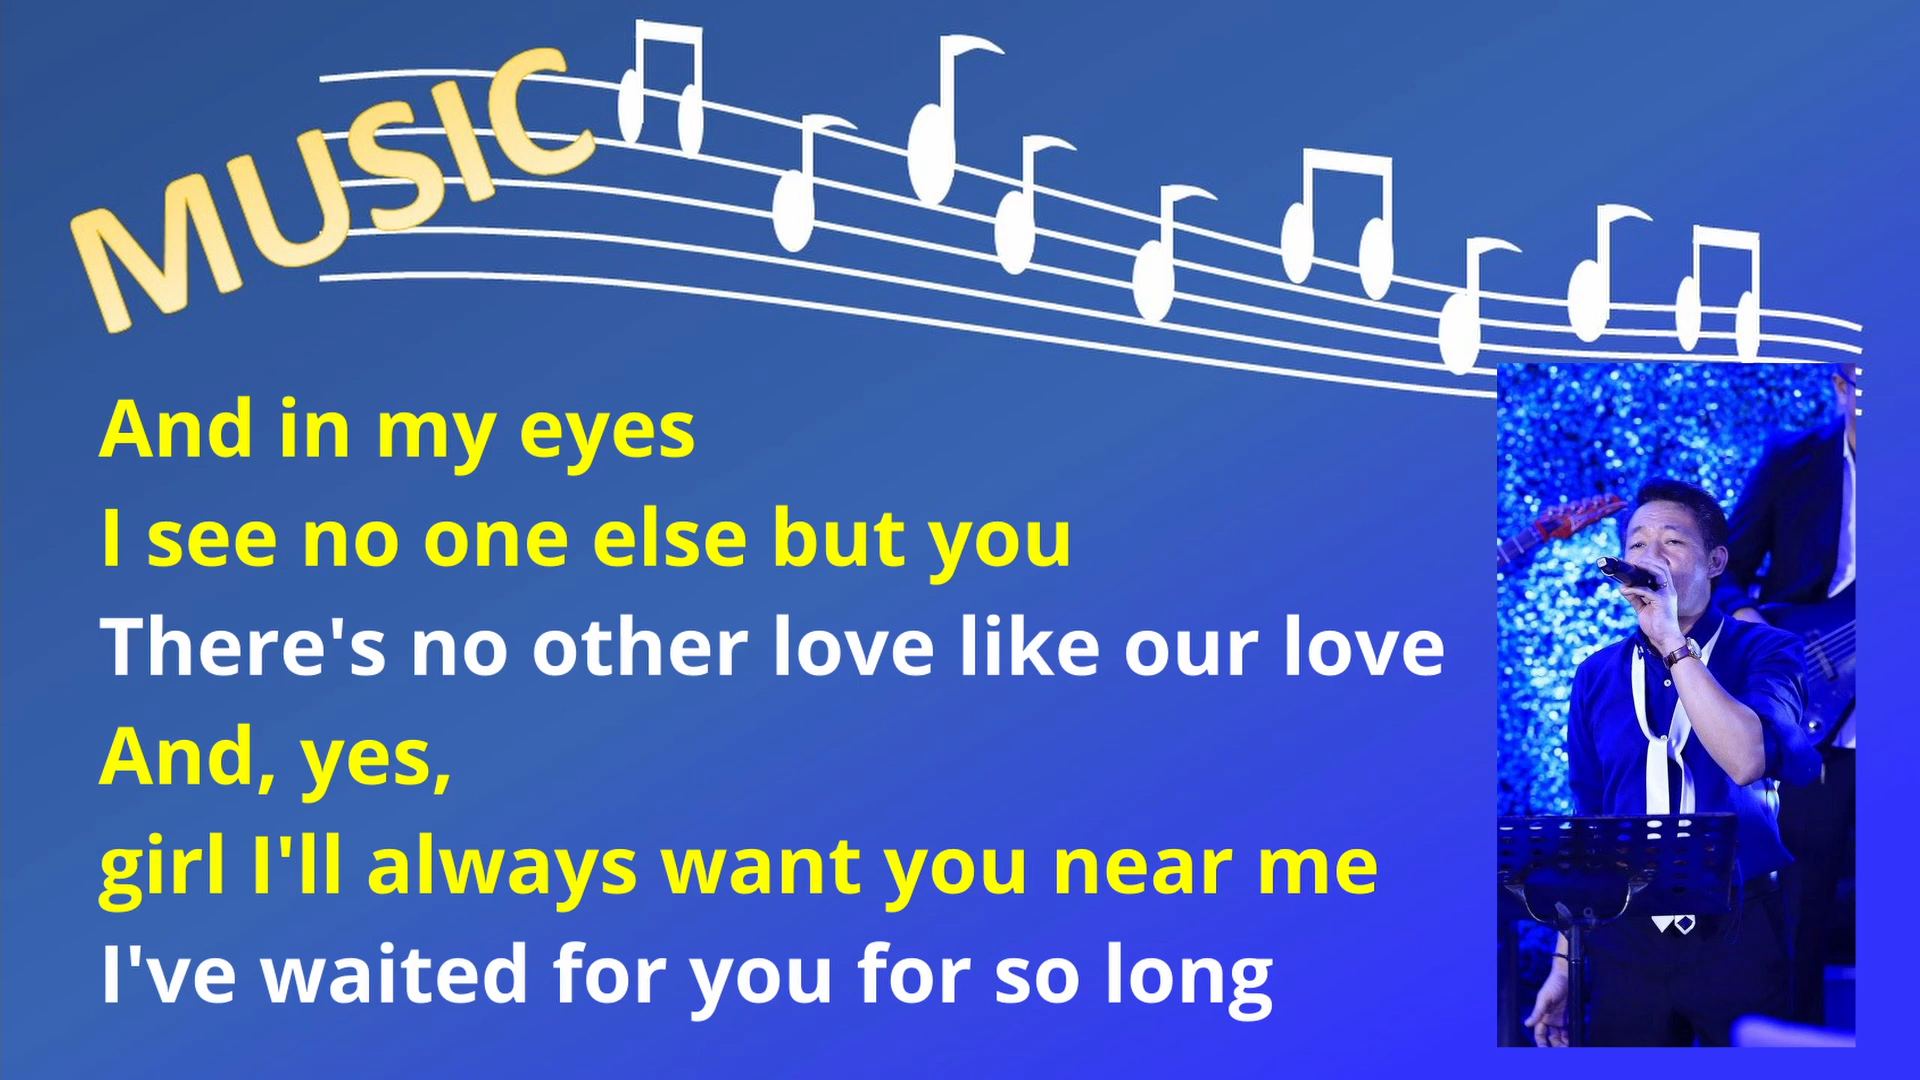 MUSIC
And in my eyes
I see no one else but you
There's no other love like our love
And, yes,
girl I'll always want you near me
I've waited for you for so long